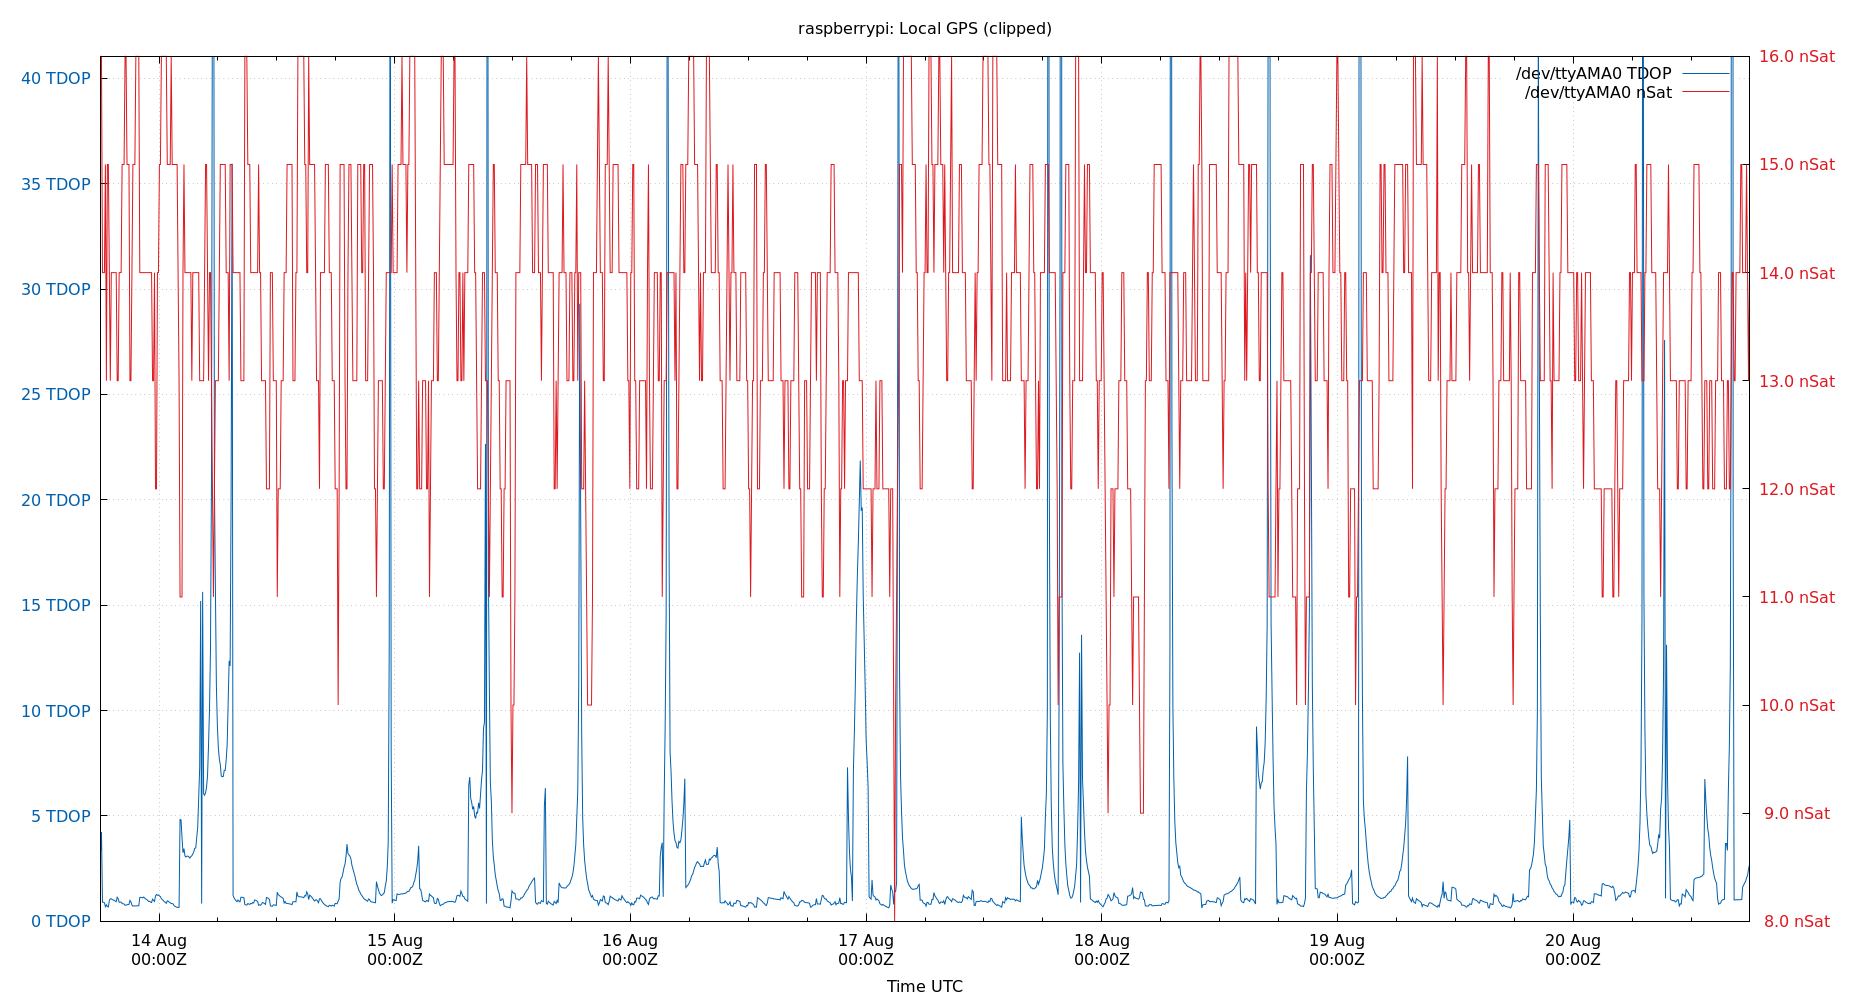 raspberrypi: Local GPS (clipped)
40 TDOP
35 TDOP
30 TDOP
25 TDOP
20 TDOP
15 TDOP
10 TDOP
5 TDOP
0 TDOP
/dev/ttyAMA0 TDOP
/dev/ttyAMA0 nSat
16.0 nSat
15.0 nSat
14.0 nSat
13.0 nSat
12.0 nSat
11.0 nSat
10.0 nSat
9.0 nSat
8.0 nSat
14 Aug
00:00Z
15 Aug
00:00Z
16 Aug
00:00Z
17 Aug
00:00Z
18 Aug
00:00Z
19 Aug
00:00Z
20 Aug
00:00Z
Time UTC